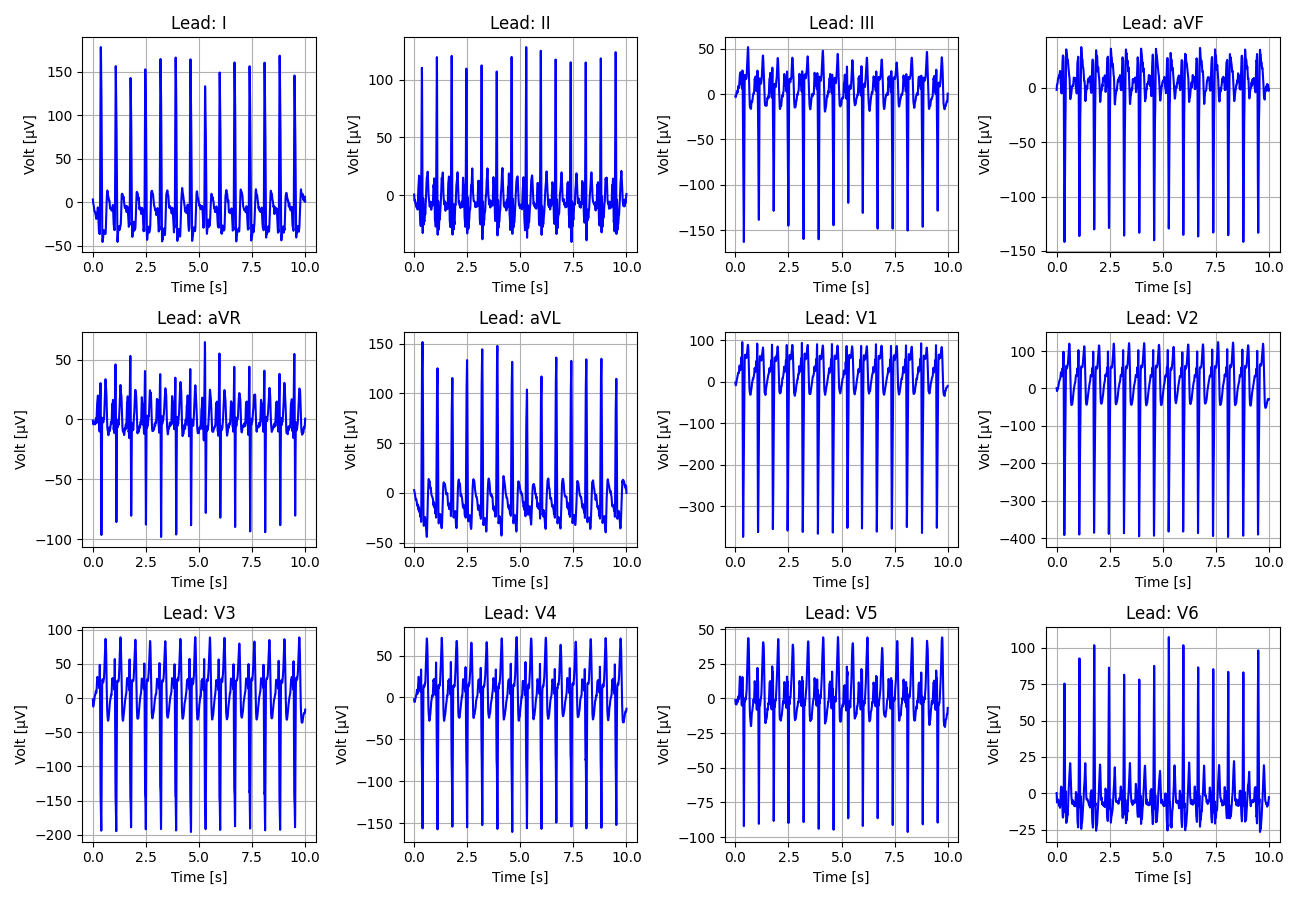 Lead: I
Volt [µV]
150
100
50
0
−50
0.0 2.5 5.0 7.5 10.0
Time [s]
Lead: II
Volt [µV]
100
50
0
0.0 2.5 5.0 7.5 10.0
Time [s]
Lead: III
Volt [µV]
50
0
−50
−100
−150
0.0 2.5 5.0 7.5 10.0
Time [s]
Lead: aVF
Volt [µV]
0
−50
−100
−150
0.0 2.5 5.0 7.5 10.0
Time [s]
Lead: aVR
Volt [µV]
50
0
−50
−100
0.0 2.5 5.0 7.5 10.0
Time [s]
Lead: aVL
Volt [µV]
150
100
50
0
−50
0.0 2.5 5.0 7.5 10.0
Time [s]
Lead: V1
Volt [µV]
100
0
−100
−200
−300
0.0 2.5 5.0 7.5 10.0
Time [s]
Lead: V2
Volt [µV]
100
0
−100
−200
−300
−400
0.0 2.5 5.0 7.5 10.0
Time [s]
Lead: V3
Volt [µV]
100
50
0
−50
−100
−150
−200
0.0 2.5 5.0 7.5 10.0
Time [s]
Lead: V4
Volt [µV]
50
0
−50
−100
−150
0.0 2.5 5.0 7.5 10.0
Time [s]
Lead: V5
Volt [µV]
50
25
0
−25
−50
−75
−100
0.0 2.5 5.0 7.5 10.0
Time [s]
Lead: V6
Volt [µV]
100
75
50
25
0
−25
0.0 2.5 5.0 7.5 10.0
Time [s]